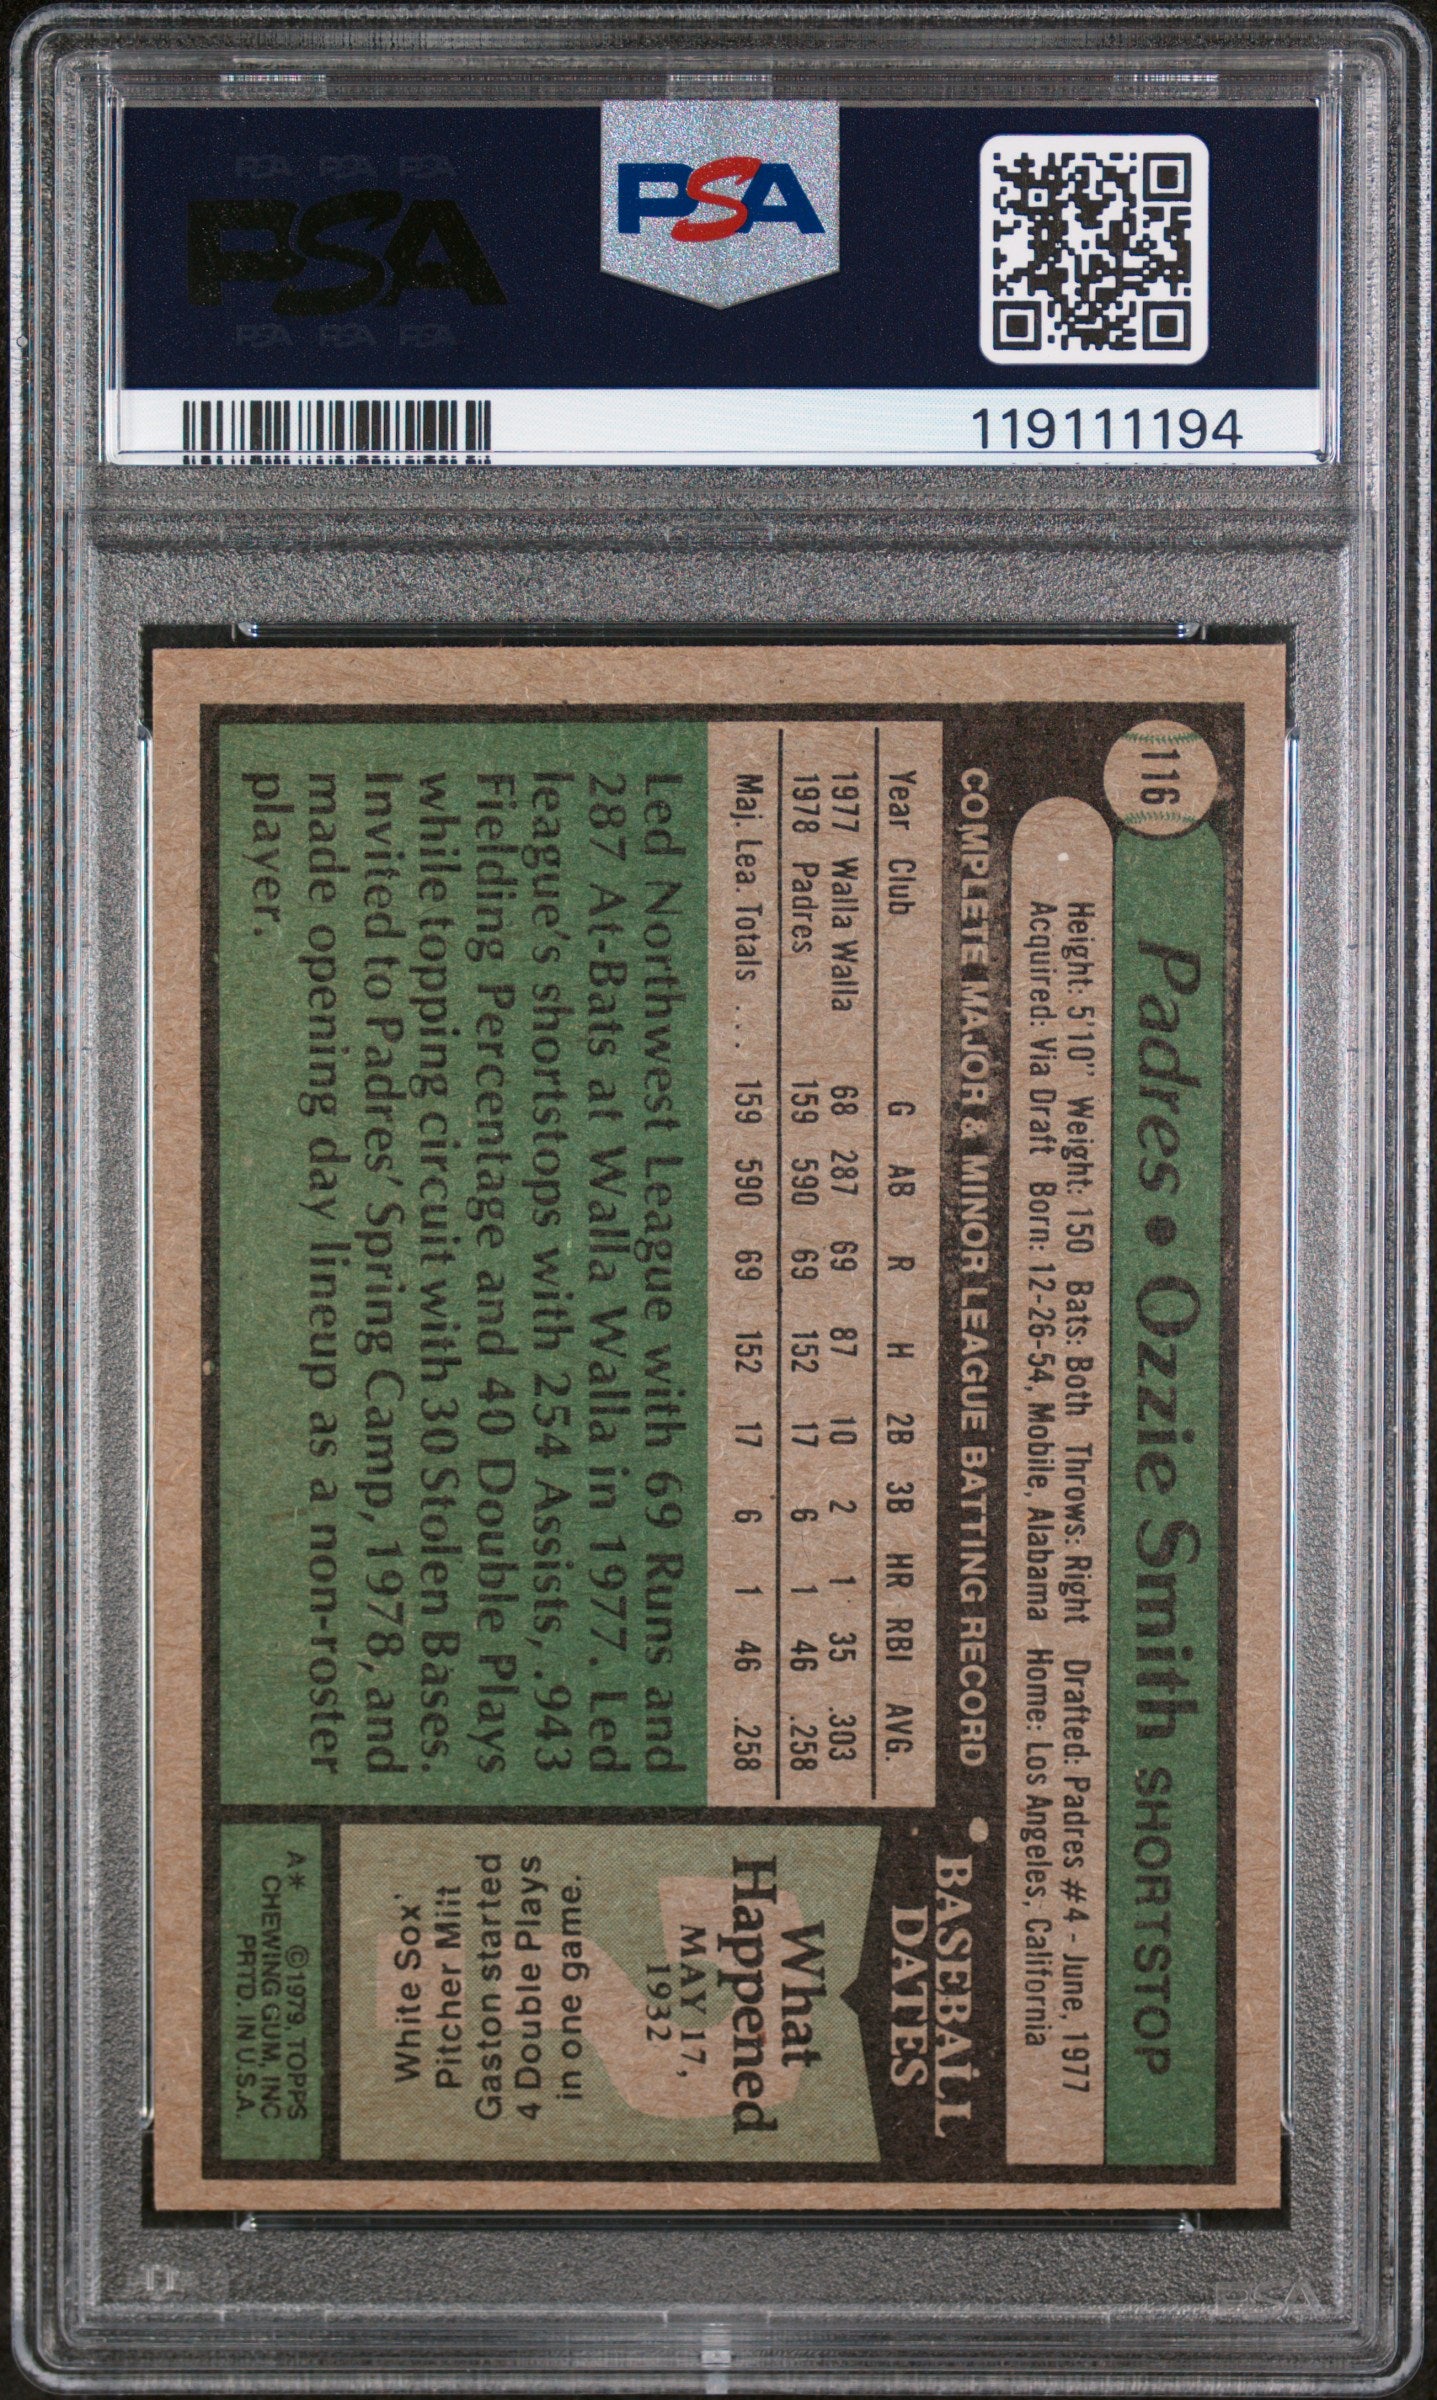 PSA PSA PSA
PSA
PSA PSA PSA
PSA
119111194
116
Padres • Ozzie Smith SHORTSTOP
Height: 5'10" Weight: 150 Bats: Both Throws: Right Drafted: Padres #4 - June, 1977
Acquired: Via Draft Born: 12-26-54, Mobile, Alabama Home: Los Angeles, California
COMPLETE MAJOR & MINOR LEAGUE BATTING RECORD
Year Club G AB R H 2B 3B HR RBI AVG.
1977 Walla Walla 68 287 69 87 10 2 1 35 .303
1978 Padres 159 590 69 152 17 6 1 46 .258
Maj. Lea. Totals ... 159 590 69 152 17 6 1 46 .258
Led Northwest League with 69 Runs and
287 At-Bats at Walla Walla in 1977. Led
league's shortstops with 254 Assists, .943
Fielding Percentage and 40 Double Plays
while topping circuit with 30 Stolen Bases.
Invited to Padres' Spring Camp, 1978, and
made opening day lineup as a non-roster
player.
• BASEBALL
DATES
What
Happened
MAY 17,
1932
White Sox'
Pitcher Milt
Gaston started
4 Double Plays
in one game.
A* ©1979, TOPPS
CHEWING GUM, INC
PRTD. IN U.S.A.
PSA